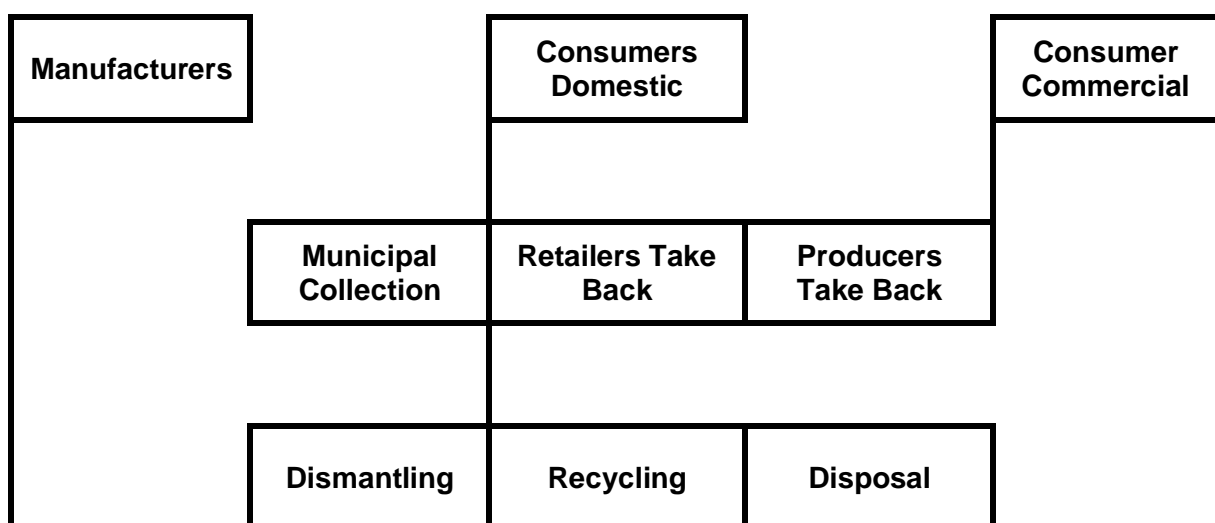 Manufacturers
Consumers
Domestic
Consumer
Commercial
Municipal
Collection
Retailers Take
Back
Producers
Take Back
Dismantling
Recycling
Disposal